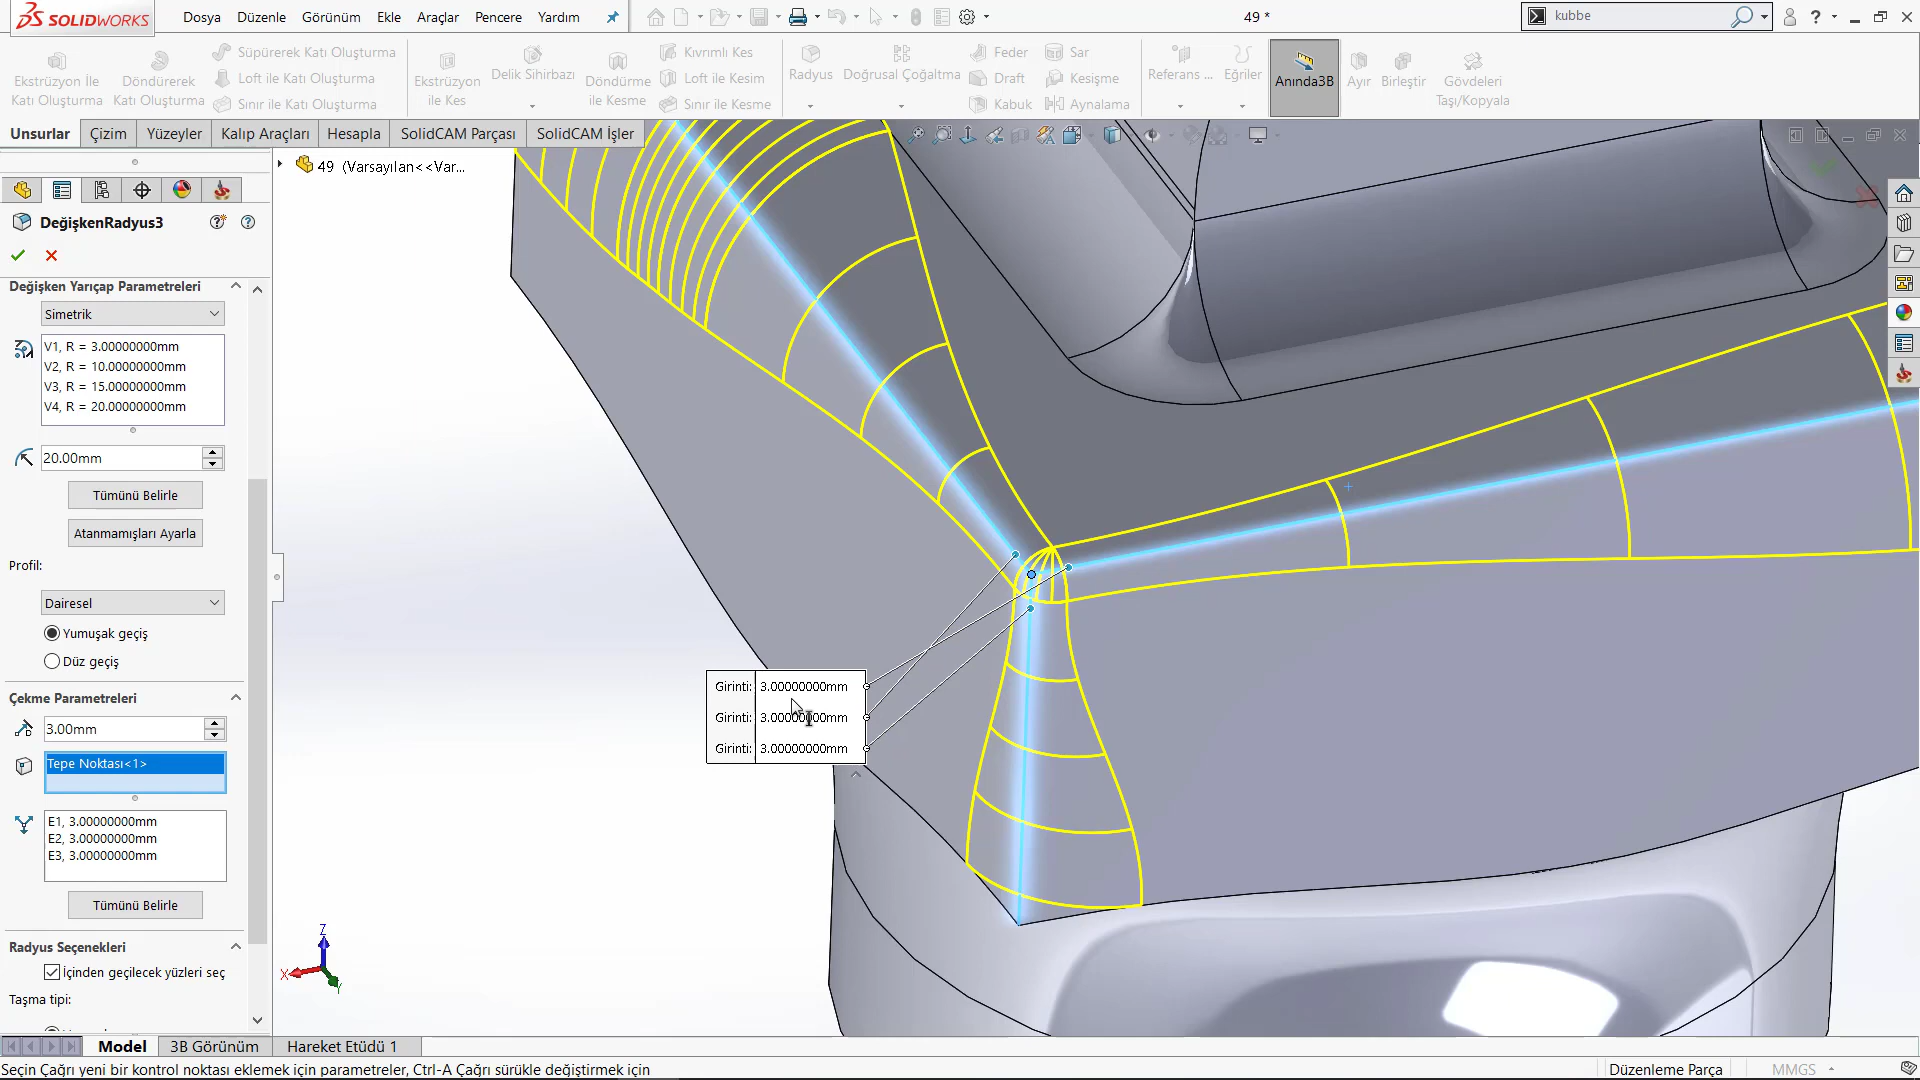 SOLIDWORKS
Dosya Düzenle Görünüm Ekle Araçlar Pencere Yardım
49 *
kubbe
Ekstrüzyon İle Katı Oluşturma
Döndürerek Katı Oluşturma
Süpürerek Katı Oluşturma
Loft ile Katı Oluşturma
Sınır ile Katı Oluşturma
Ekstrüzyon ile Kes
Delik Sihirbazı
Döndürme ile Kesme
Kıvrımlı Kes
Loft ile Kesim
Sınır ile Kesme
Radyus
Doğrusal Çoğaltma
Feder
Draft
Kabuk
Sar
Kesişme
Aynalama
Referans ...
Eğriler
Anında3B
Ayır
Birleştir
Gövdeleri Taşı/Kopyala
Unsurlar Çizim Yüzeyler Kalıp Araçları Hesapla SolidCAM Parçası SolidCAM İşler
49 (Varsayılan<<Var...
DeğişkenRadyus3
Değişken Yarıçap Parametreleri
Simetrik
V1, R = 3.00000000mm
V2, R = 10.00000000mm
V3, R = 15.00000000mm
V4, R = 20.00000000mm
20.00mm
Tümünü Belirle
Atanmamışları Ayarla
Profil:
Dairesel
Yumuşak geçiş
Düz geçiş
Çekme Parametreleri
3.00mm
Tepe Noktası<1>
E1, 3.00000000mm
E2, 3.00000000mm
E3, 3.00000000mm
Tümünü Belirle
Radyus Seçenekleri
İçinden geçilecek yüzleri seç
Taşma tipi:
Girinti: 3.00000000mm
Girinti: 3.00000000mm
Girinti: 3.00000000mm
Z
X
Y
Model 3B Görünüm Hareket Etüdü 1
Seçin Çağrı yeni bir kontrol noktası eklemek için parametreler, Ctrl-A Çağrı sürükle değiştirmek için
Düzenleme Parça
MMGS